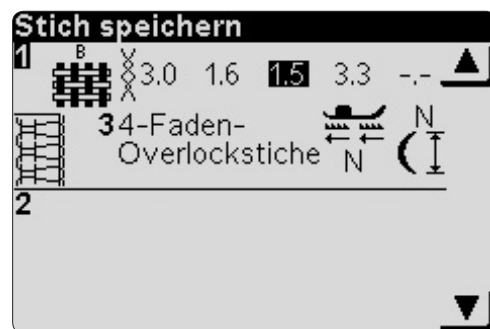 Stich speichern
1 B 3.0 1.6 1.5 3.3 -.-
3 4-Faden-
Overlockstiche N N
2